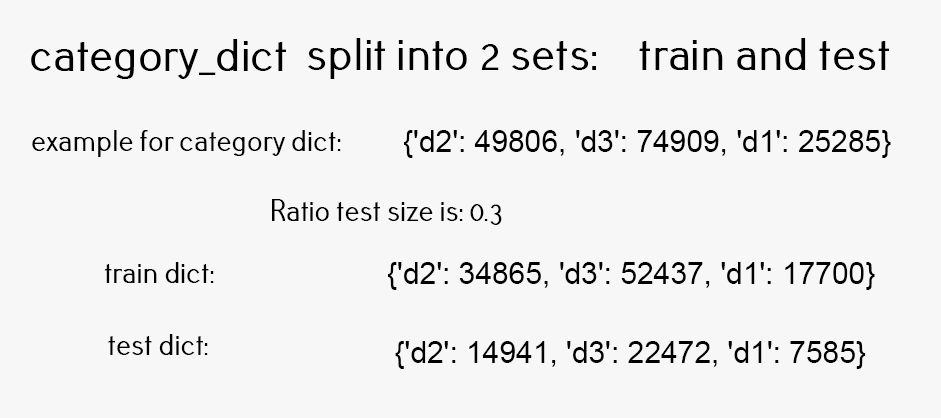 category_dict split into 2 sets: train and test
example for category dict: {'d2': 49806, 'd3': 74909, 'd1': 25285}
Ratio test size is: 0.3
train dict: {'d2': 34865, 'd3': 52437, 'd1': 17700}
test dict: {'d2': 14941, 'd3': 22472, 'd1': 7585}